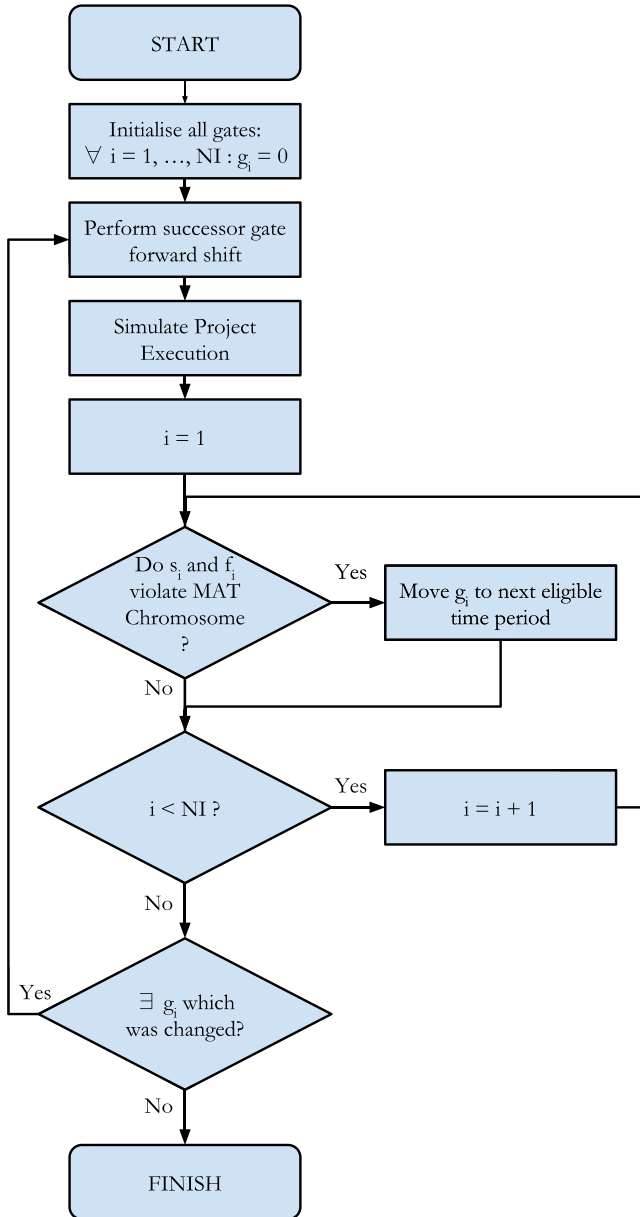 START
Initialise all gates:
∀ i = 1, ..., NI : gᵢ = 0
Perform successor gate
forward shift
Simulate Project
Execution
i = 1
Do sᵢ and fᵢ
violate MAT
Chromosome
?
Yes
Move gᵢ to next eligible
time period
No
i < NI ?
Yes
i = i + 1
No
∃ gᵢ which
was changed?
Yes
No
FINISH